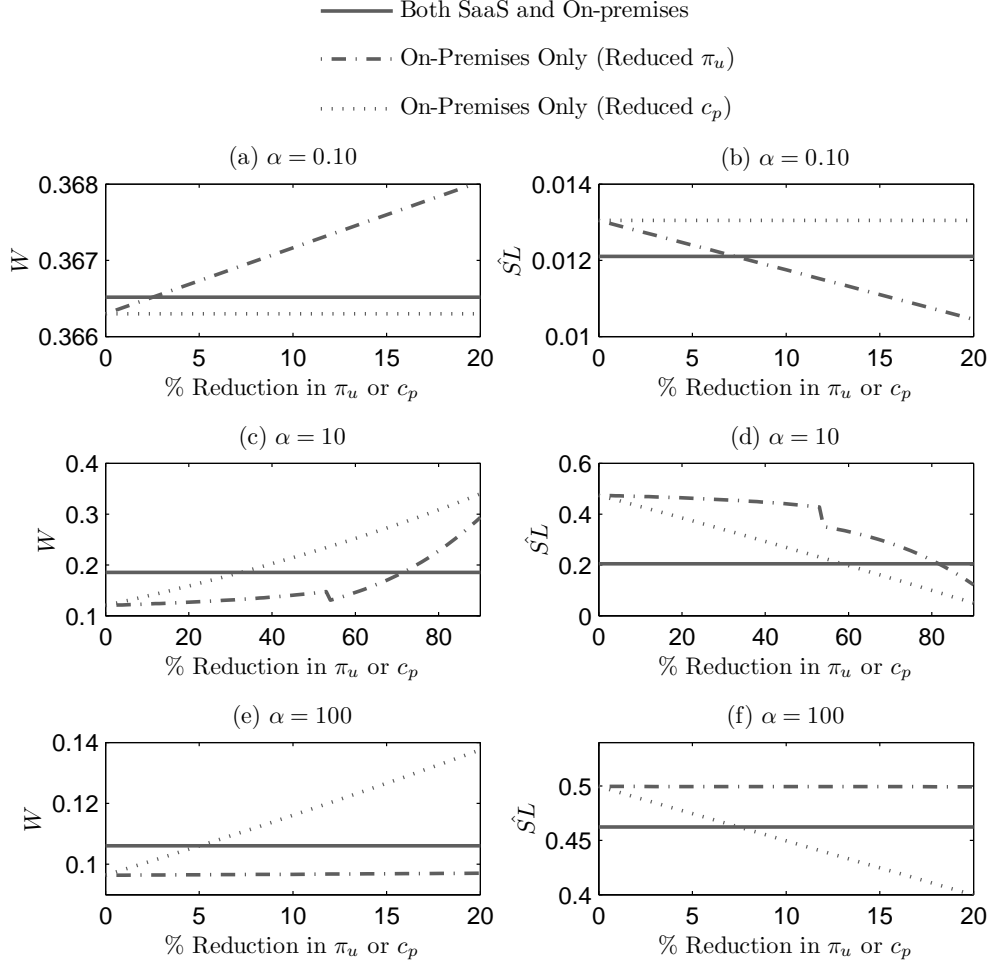 Both SaaS and On-premises
On-Premises Only (Reduced π_u)
On-Premises Only (Reduced c_p)
(a) α = 0.10
0.368
0.367
0.366
W
0 5 10 15 20
% Reduction in π_u or c_p
(b) α = 0.10
0.014
0.012
0.01
ŜL
0 5 10 15 20
% Reduction in π_u or c_p
(c) α = 10
0.4
0.3
0.2
0.1
W
0 20 40 60 80
% Reduction in π_u or c_p
(d) α = 10
0.6
0.4
0.2
0
ŜL
0 20 40 60 80
% Reduction in π_u or c_p
(e) α = 100
0.14
0.12
0.1
W
0 5 10 15 20
% Reduction in π_u or c_p
(f) α = 100
0.5
0.45
0.4
ŜL
0 5 10 15 20
% Reduction in π_u or c_p